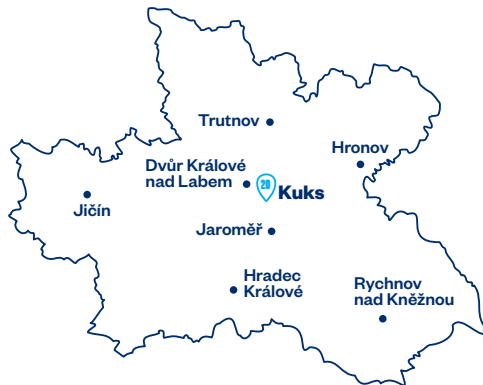 Trutnov
Hronov
Dvůr Králové
nad Labem
20
Kuks
Jičín
Jaroměř
Hradec
Králové
Rychnov
nad Kněžnou